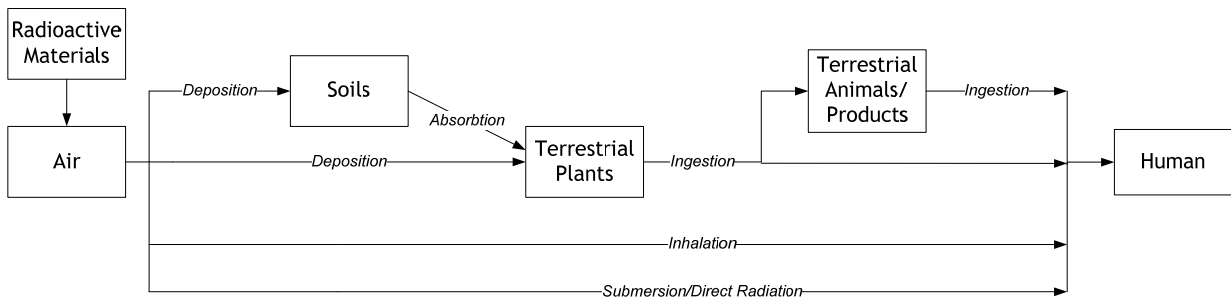 Radioactive
Materials
Deposition
Soils
Absorbtion
Terrestrial
Animals/
Products
Ingestion
Air
Deposition
Terrestrial
Plants
Ingestion
Human
Inhalation
Submersion/Direct Radiation